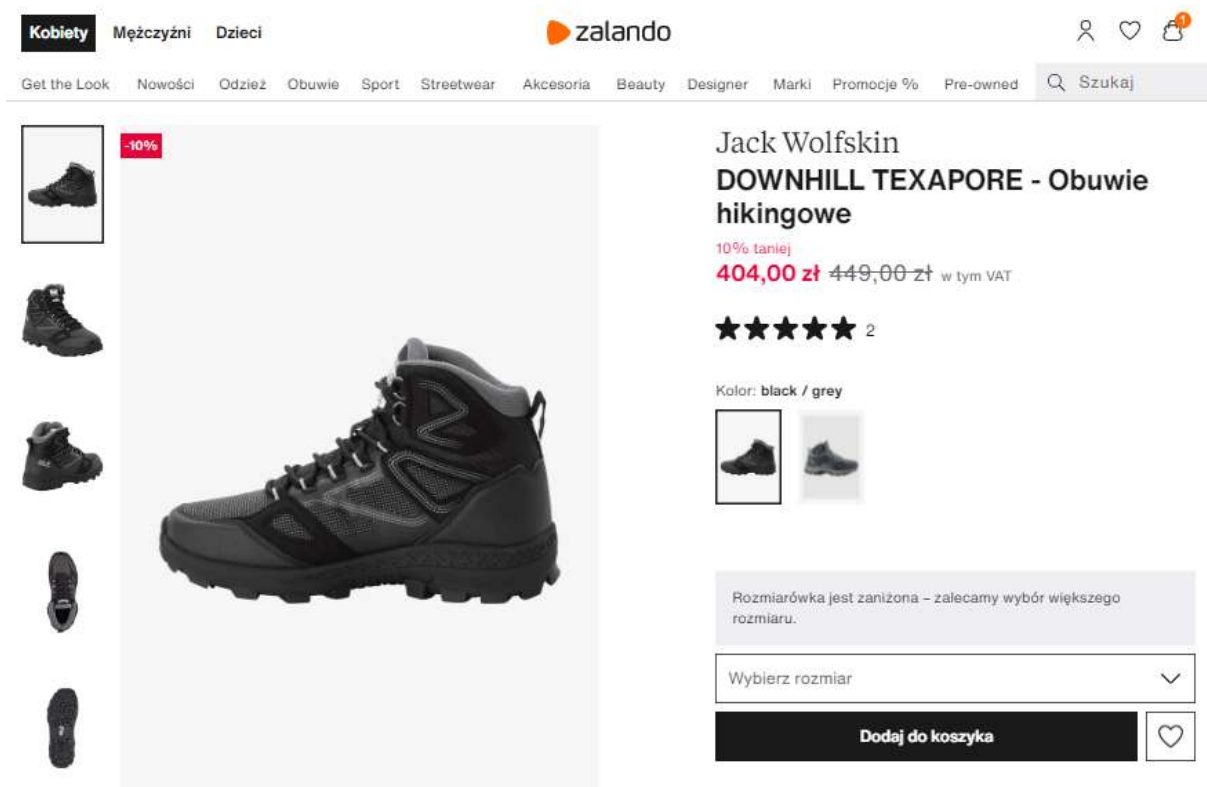 Kobiety Mężczyźni Dzieci
zalando
1
Get the Look Nowości Odzież Obuwie Sport Streetwear Akcesoria Beauty Designer Marki Promocje % Pre-owned Szukaj
-10%
Jack Wolfskin
DOWNHILL TEXAPORE - Obuwie
hikingowe
10% taniej
404,00 zł 449,00 zł w tym VAT
2
Kolor: black / grey
Rozmiarówka jest zaniżona – zalecamy wybór większego
rozmiaru.
Wybierz rozmiar
Dodaj do koszyka